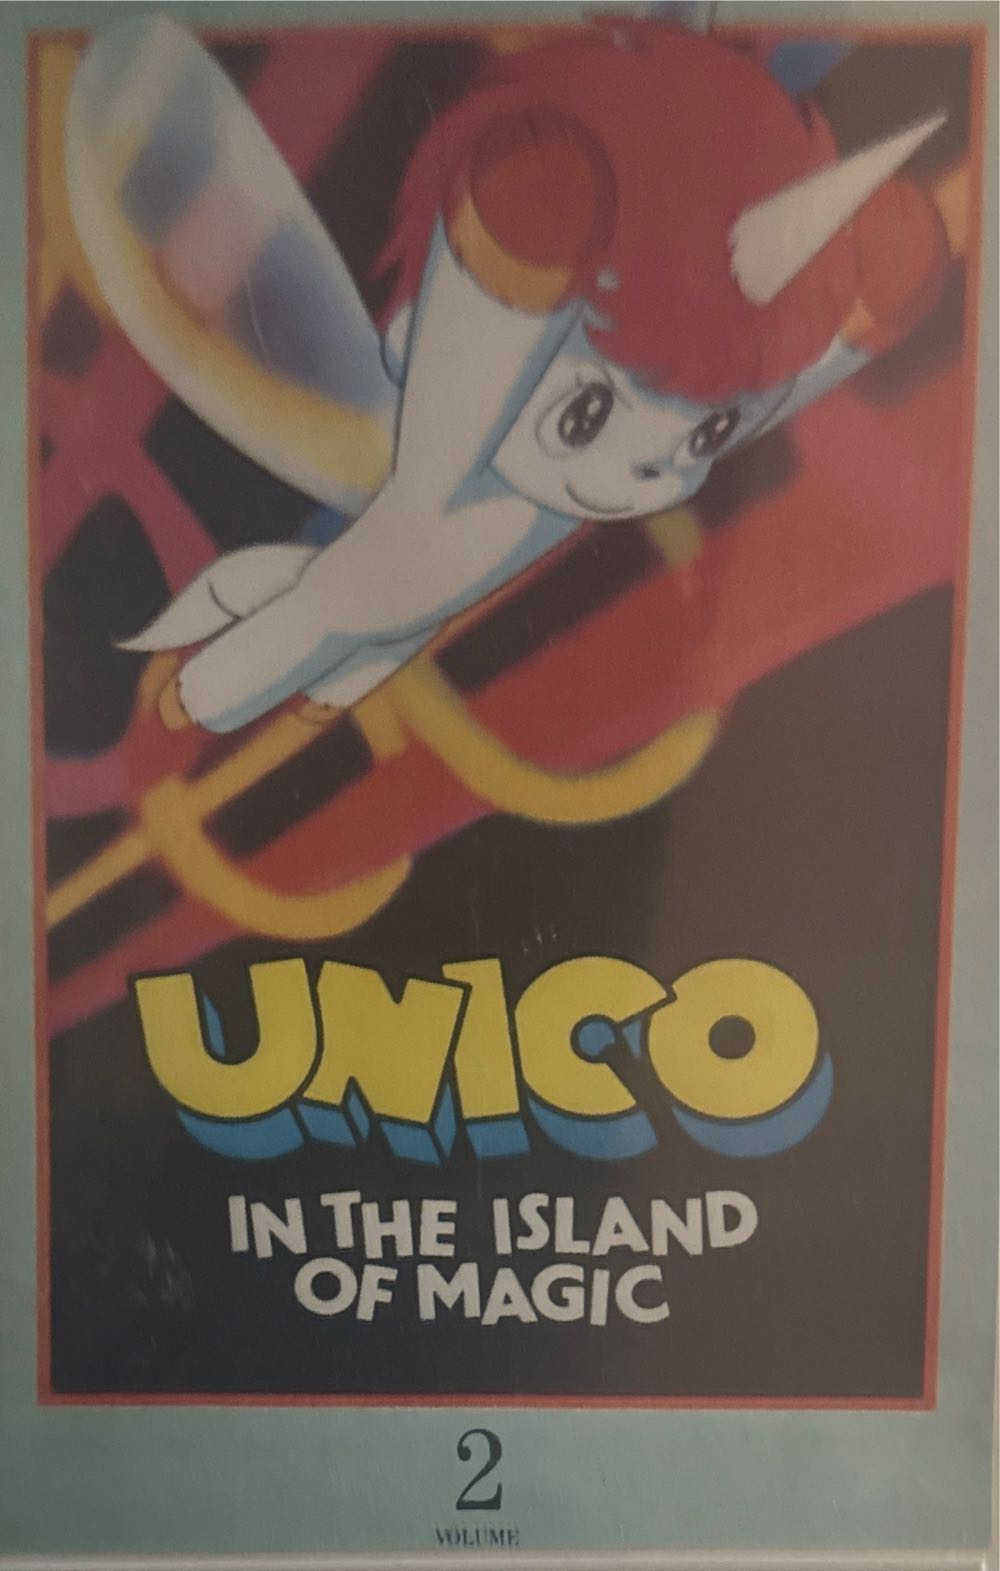 UNICO
IN THE ISLAND
OF MAGIC
2
VOLUME